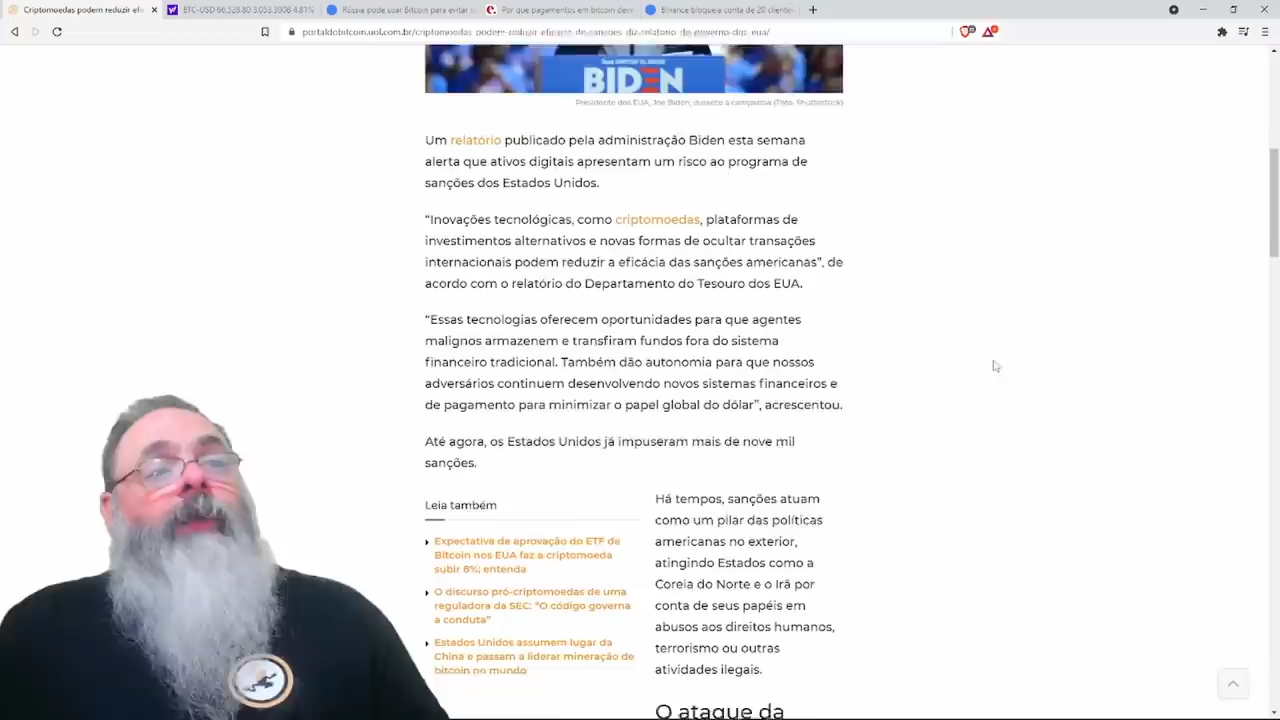 Criptomoedas podem reduzir efi
BTC-USD 66,528.80 3,053.3008 4.81%
Rússia pode usar Bitcoin para evitar s
Por que pagamentos em bitcoin deve
Binance bloqueia conta de 20 clientes
portaldobitcoin.uol.com.br/criptomoedas-podem-reduzir-eficacia-de-sancoes-diz-relatorio-do-governo-dos-eua/
BIDEN
Presidente dos EUA, Joe Biden, durante a campanha (Foto: Shutterstock)
Um relatório publicado pela administração Biden esta semana
alerta que ativos digitais apresentam um risco ao programa de
sanções dos Estados Unidos.
“Inovações tecnológicas, como criptomoedas, plataformas de
investimentos alternativos e novas formas de ocultar transações
internacionais podem reduzir a eficácia das sanções americanas”, de
acordo com o relatório do Departamento do Tesouro dos EUA.
“Essas tecnologias oferecem oportunidades para que agentes
malignos armazenem e transfiram fundos fora do sistema
financeiro tradicional. Também dão autonomia para que nossos
adversários continuem desenvolvendo novos sistemas financeiros e
de pagamento para minimizar o papel global do dólar”, acrescentou.
Até agora, os Estados Unidos já impuseram mais de nove mil
sanções.
Leia também
Expectativa de aprovação do ETF de
Bitcoin nos EUA faz a criptomoeda
subir 8%; entenda
O discurso pró-criptomoedas de uma
reguladora da SEC: “O código governa
a conduta”
Estados Unidos assumem lugar da
China e passam a liderar mineração de
bitcoin no mundo
Há tempos, sanções atuam
como um pilar das políticas
americanas no exterior,
atingindo Estados como a
Coreia do Norte e o Irã por
conta de seus papéis em
abusos aos direitos humanos,
terrorismo ou outras
atividades ilegais.
O ataque da